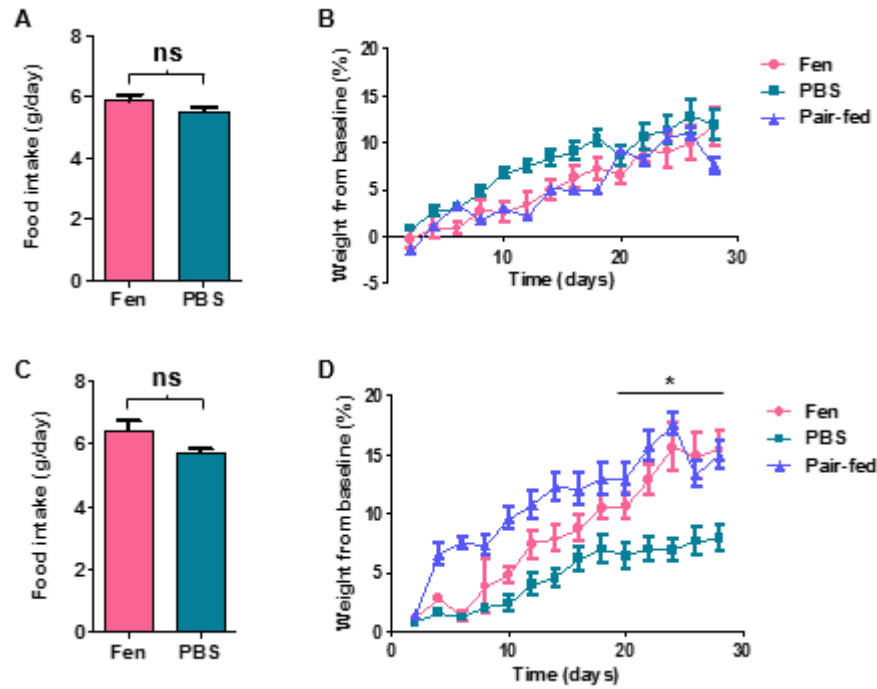 A
Food intake (g/day)
8
6
4
2
0
ns
Fen
PBS
B
Weight from baseline (%)
20
15
10
5
0
-5
10
20
30
Time (days)
Fen
PBS
Pair-fed
C
Food intake (g/day)
8
6
4
2
0
ns
Fen
PBS
D
Weight from baseline (%)
20
15
10
5
0
*
0
10
20
30
Time (days)
Fen
PBS
Pair-fed